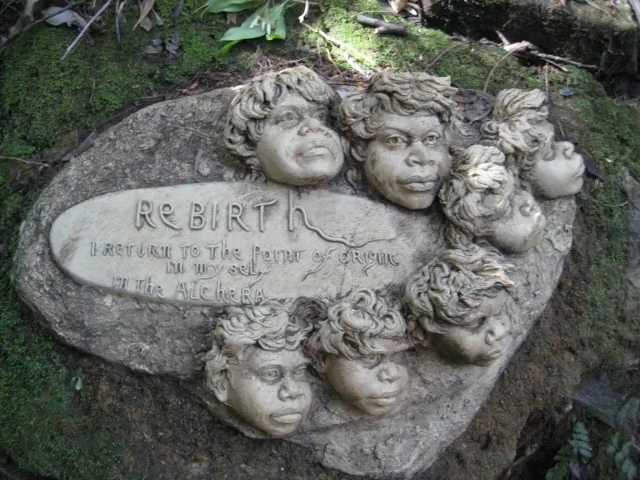 ReBIRTh
I RETURN TO The POINT OF ORIGIN
IN MY SELF
IN The ALCheRA